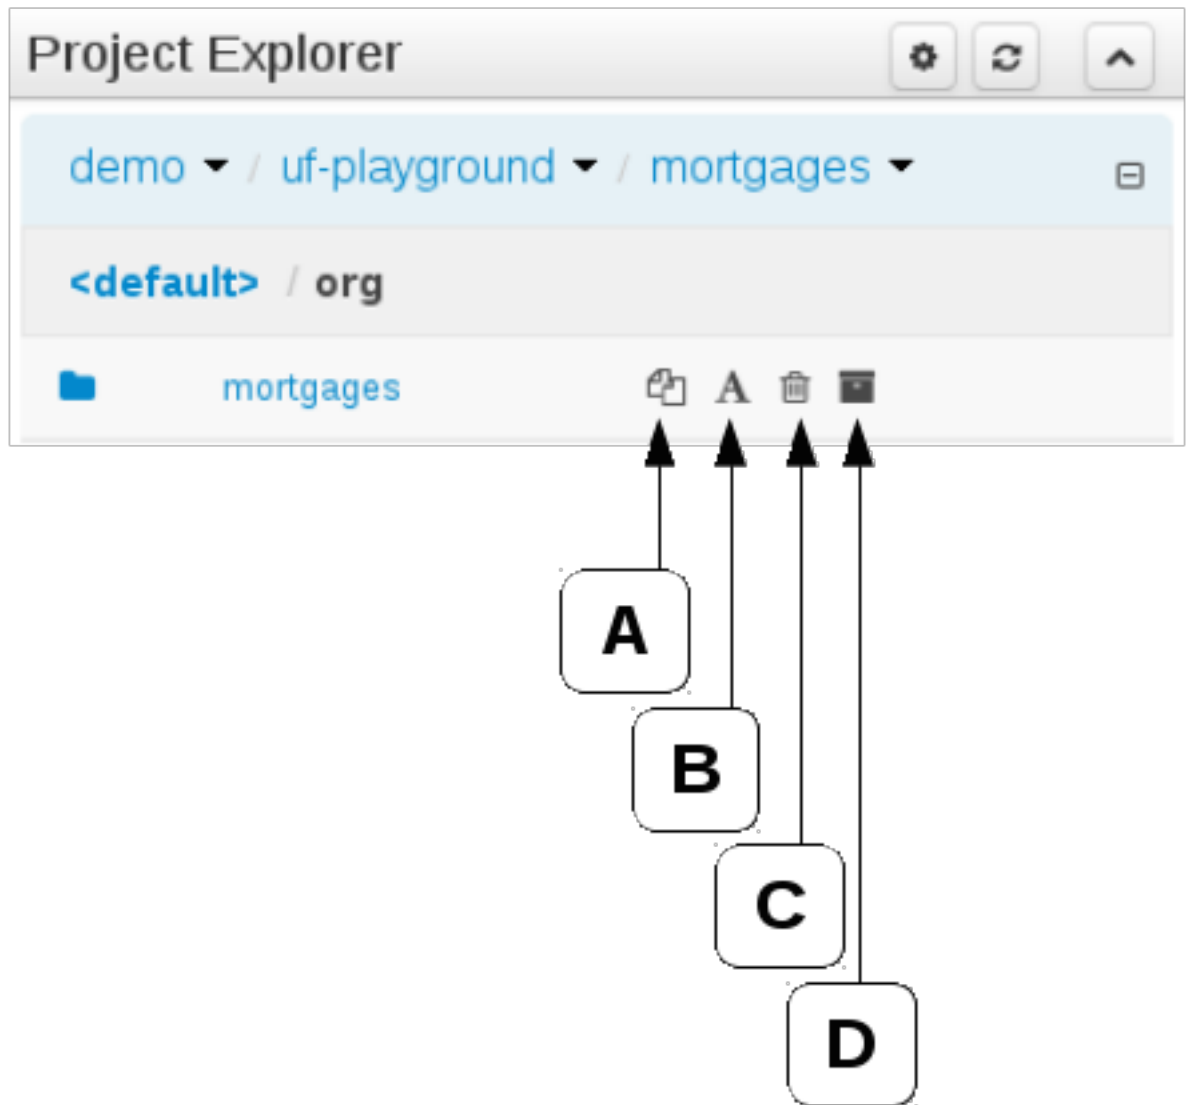 Project Explorer
demo / uf-playground / mortgages
<default> / org
mortgages
A
B
C
D